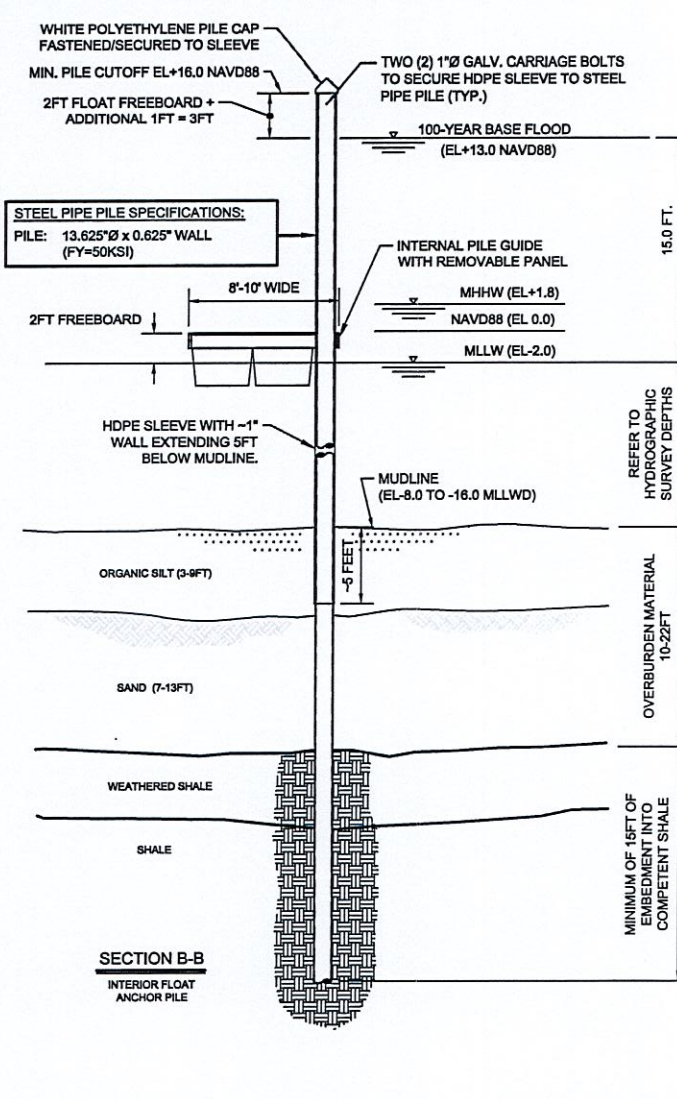 WHITE POLYETHYLENE PILE CAP
FASTENED/SECURED TO SLEEVE
MIN. PILE CUTOFF EL+16.0 NAVD88
2FT FLOAT FREEBOARD +
ADDITIONAL 1FT = 3FT
TWO (2) 1"Ø GALV. CARRIAGE BOLTS
TO SECURE HDPE SLEEVE TO STEEL
PIPE PILE (TYP.)
100-YEAR BASE FLOOD
(EL+13.0 NAVD88)
15.0 FT.
STEEL PIPE PILE SPECIFICATIONS:
PILE: 13.625"Ø x 0.625" WALL
(FY=50KSI)
INTERNAL PILE GUIDE
WITH REMOVABLE PANEL
8'-10' WIDE
MHHW (EL+1.8)
2FT FREEBOARD
NAVD88 (EL 0.0)
MLLW (EL-2.0)
HDPE SLEEVE WITH ~1"
WALL EXTENDING 5FT
BELOW MUDLINE.
REFER TO
HYDROGRAPHIC
SURVEY DEPTHS
MUDLINE
(EL-8.0 TO -16.0 MLLWD)
ORGANIC SILT (3-9FT)
~5 FEET
SAND (7-13FT)
OVERBURDEN MATERIAL
10-22FT
WEATHERED SHALE
SHALE
MINIMUM OF 15FT OF
EMBEDMENT INTO
COMPETENT SHALE
SECTION B-B
INTERIOR FLOAT
ANCHOR PILE